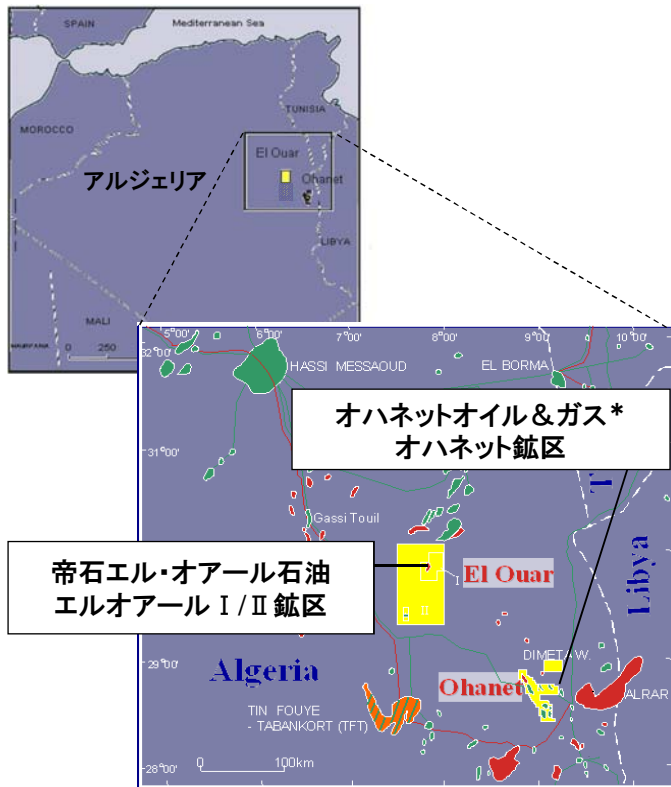 SPAIN
Mediterranean Sea
TUNISIA
MOROCCO
El Ouar
アルジェリア
Ohanet
LIBYA
MALI
0 250
5°00'
6°00'
7°00'
8°00'
9°00'
10°00'
32°00'
HASSI MESSAOUD
EL BORMA
オハネットオイル&ガス*
オハネット鉱区
31°00'
Gassi Touil
帝石エル・オアール石油
エルオアール Ⅰ/Ⅱ鉱区
I
II
El Ouar
Libya
29°00'
DIMETA W.
Algeria
Ohanet
ALRAR
TIN FOUYE
- TABANKORT (TFT)
28°00'
0 100km